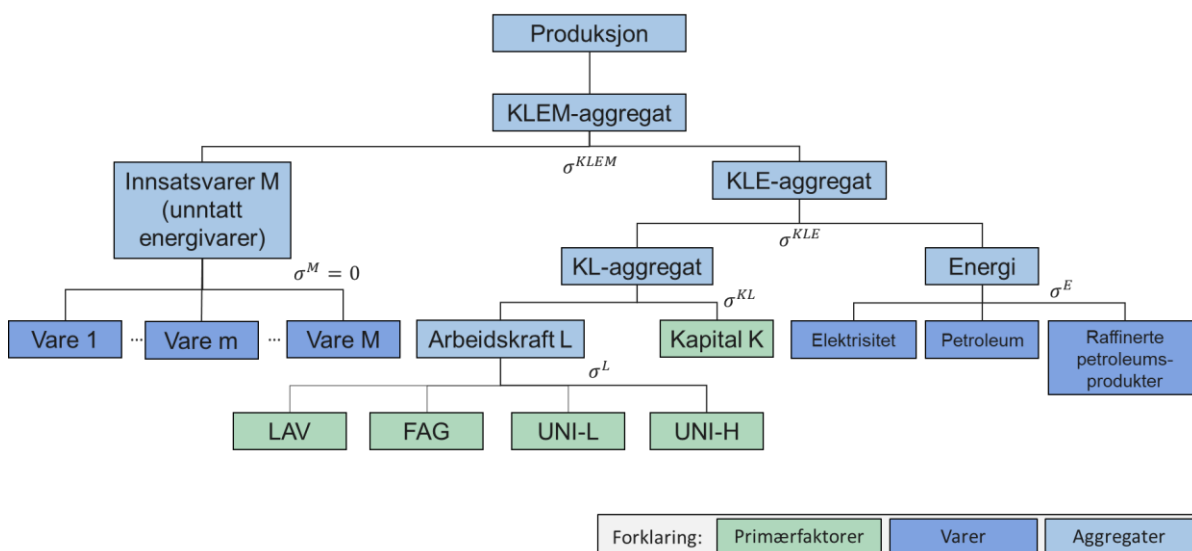 Produksjon
KLEM-aggregat
σ^KLEM
Innsatsvarer M
(unntatt
energivarer)
KLE-aggregat
σ^KLE
σ^M = 0
KL-aggregat
Energi
σ^KL
σ^E
Vare 1 ... Vare m ... Vare M
Arbeidskraft L
Kapital K
Elektrisitet
Petroleum
Raffinerte
petroleums-
produkter
σ^L
LAV
FAG
UNI-L
UNI-H
Forklaring: Primærfaktorer Varer Aggregater